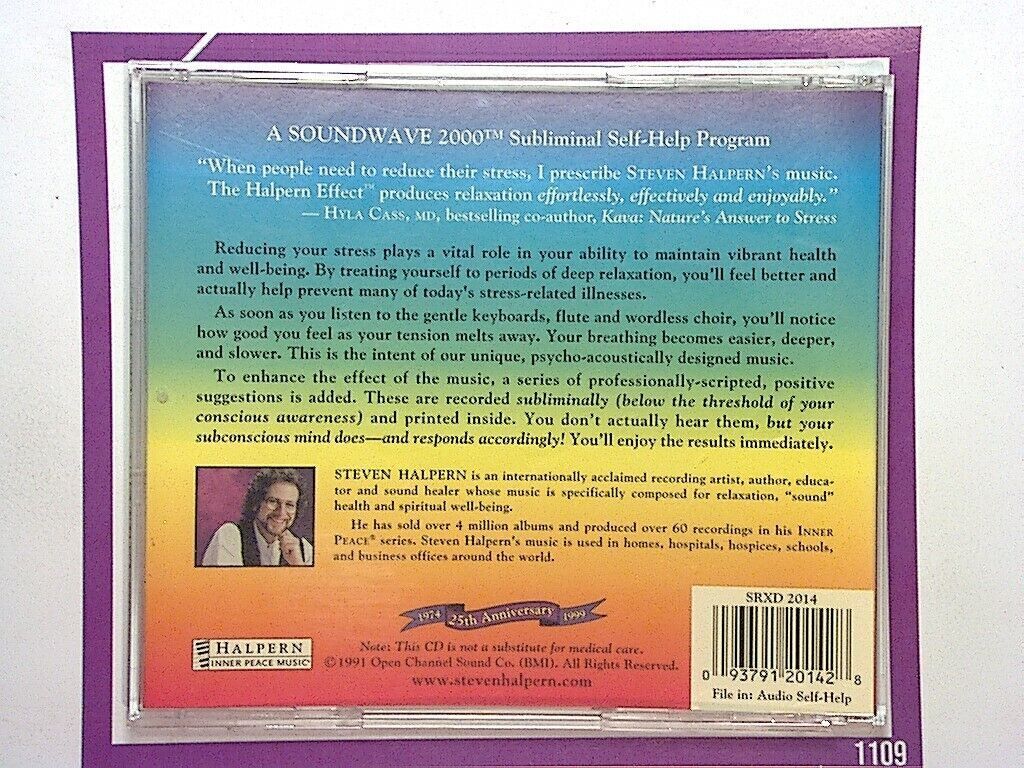 A SOUNDWAVE 2000™ Subliminal Self-Help Program
“When people need to reduce their stress, I prescribe STEVEN HALPERN’s music.
The Halpern Effect™ produces relaxation effortlessly, effectively and enjoyably.”
— HYLA CASS, MD, bestselling co-author, Kava: Nature’s Answer to Stress
Reducing your stress plays a vital role in your ability to maintain vibrant health
and well-being. By treating yourself to periods of deep relaxation, you’ll feel better and
actually help prevent many of today's stress-related illnesses.
As soon as you listen to the gentle keyboards, flute and wordless choir, you’ll notice
how good you feel as your tension melts away. Your breathing becomes easier, deeper,
and slower. This is the intent of our unique, psycho-acoustically designed music.
To enhance the effect of the music, a series of professionally-scripted, positive
suggestions is added. These are recorded subliminally (below the threshold of your
conscious awareness) and printed inside. You don’t actually hear them, but your
subconscious mind does—and responds accordingly! You’ll enjoy the results immediately.
STEVEN HALPERN is an internationally acclaimed recording artist, author, educa-
tor and sound healer whose music is specifically composed for relaxation, “sound”
health and spiritual well-being.
He has sold over 4 million albums and produced over 60 recordings in his INNER
PEACE® series. Steven Halpern’s music is used in homes, hospitals, hospices, schools,
and business offices around the world.
1974 25th Anniversary 1999
HALPERN
INNER PEACE MUSIC®
Note: This CD is not a substitute for medical care.
©1991 Open Channel Sound Co. (BMI). All Rights Reserved.
www.stevenhalpern.com
SRXD 2014
0 93791 20142 8
File in: Audio Self-Help
1109